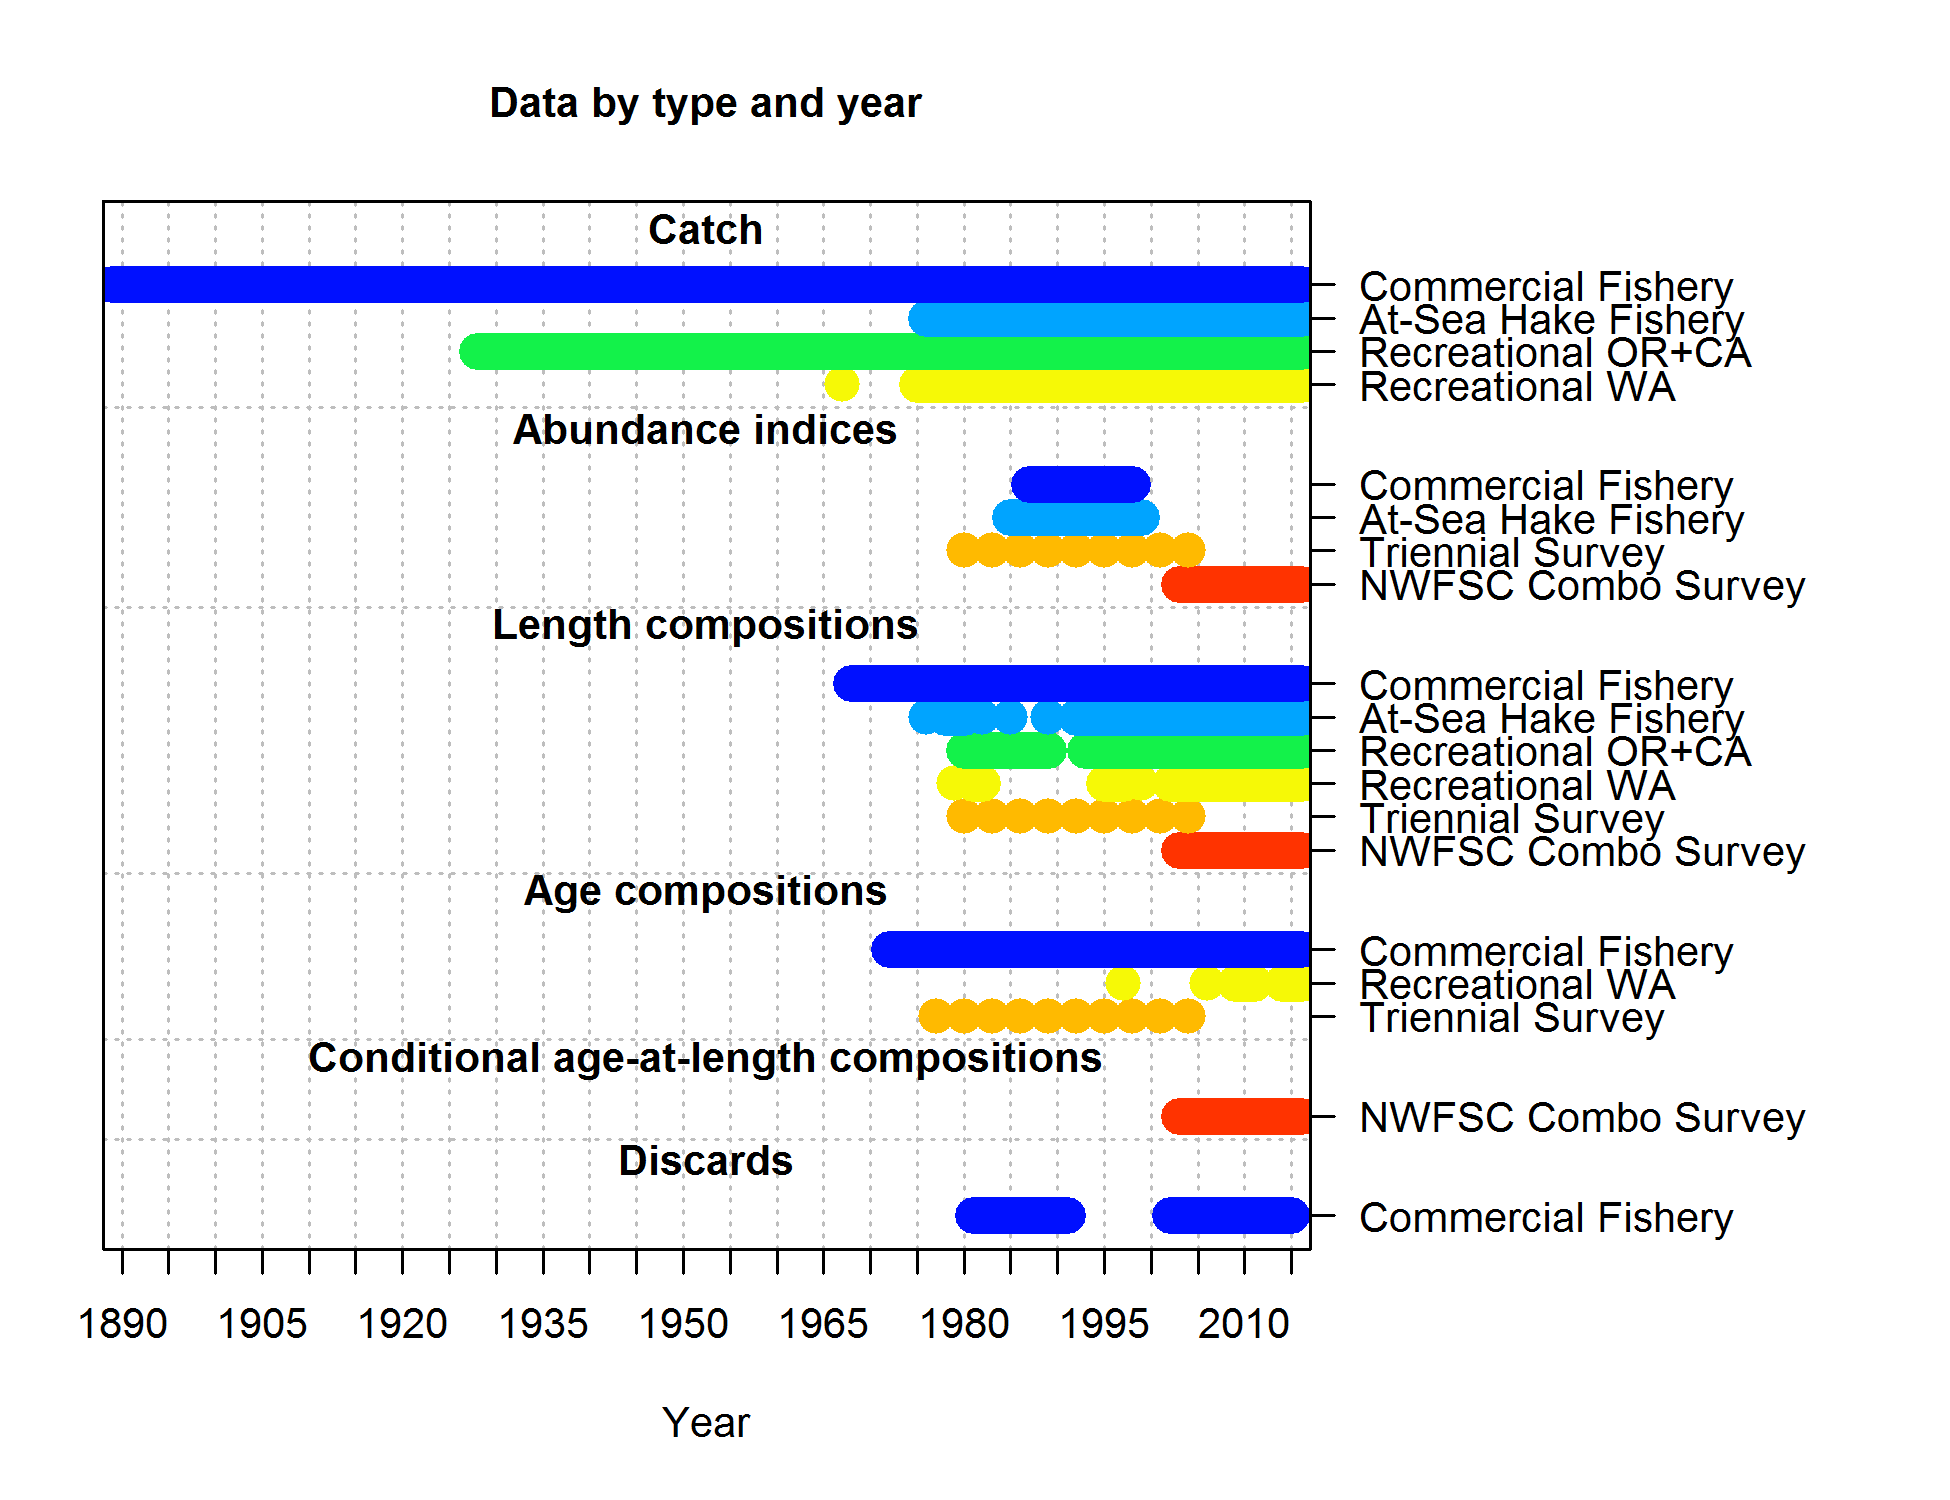 Data by type and year
Catch
Commercial Fishery
At-Sea Hake Fishery
Recreational OR+CA
Recreational WA
Abundance indices
Commercial Fishery
At-Sea Hake Fishery
Triennial Survey
NWFSC Combo Survey
Length compositions
Commercial Fishery
At-Sea Hake Fishery
Recreational OR+CA
Recreational WA
Triennial Survey
NWFSC Combo Survey
Age compositions
Commercial Fishery
Recreational WA
Triennial Survey
Conditional age-at-length compositions
NWFSC Combo Survey
Discards
Commercial Fishery
1890 1905 1920 1935 1950 1965 1980 1995 2010
Year